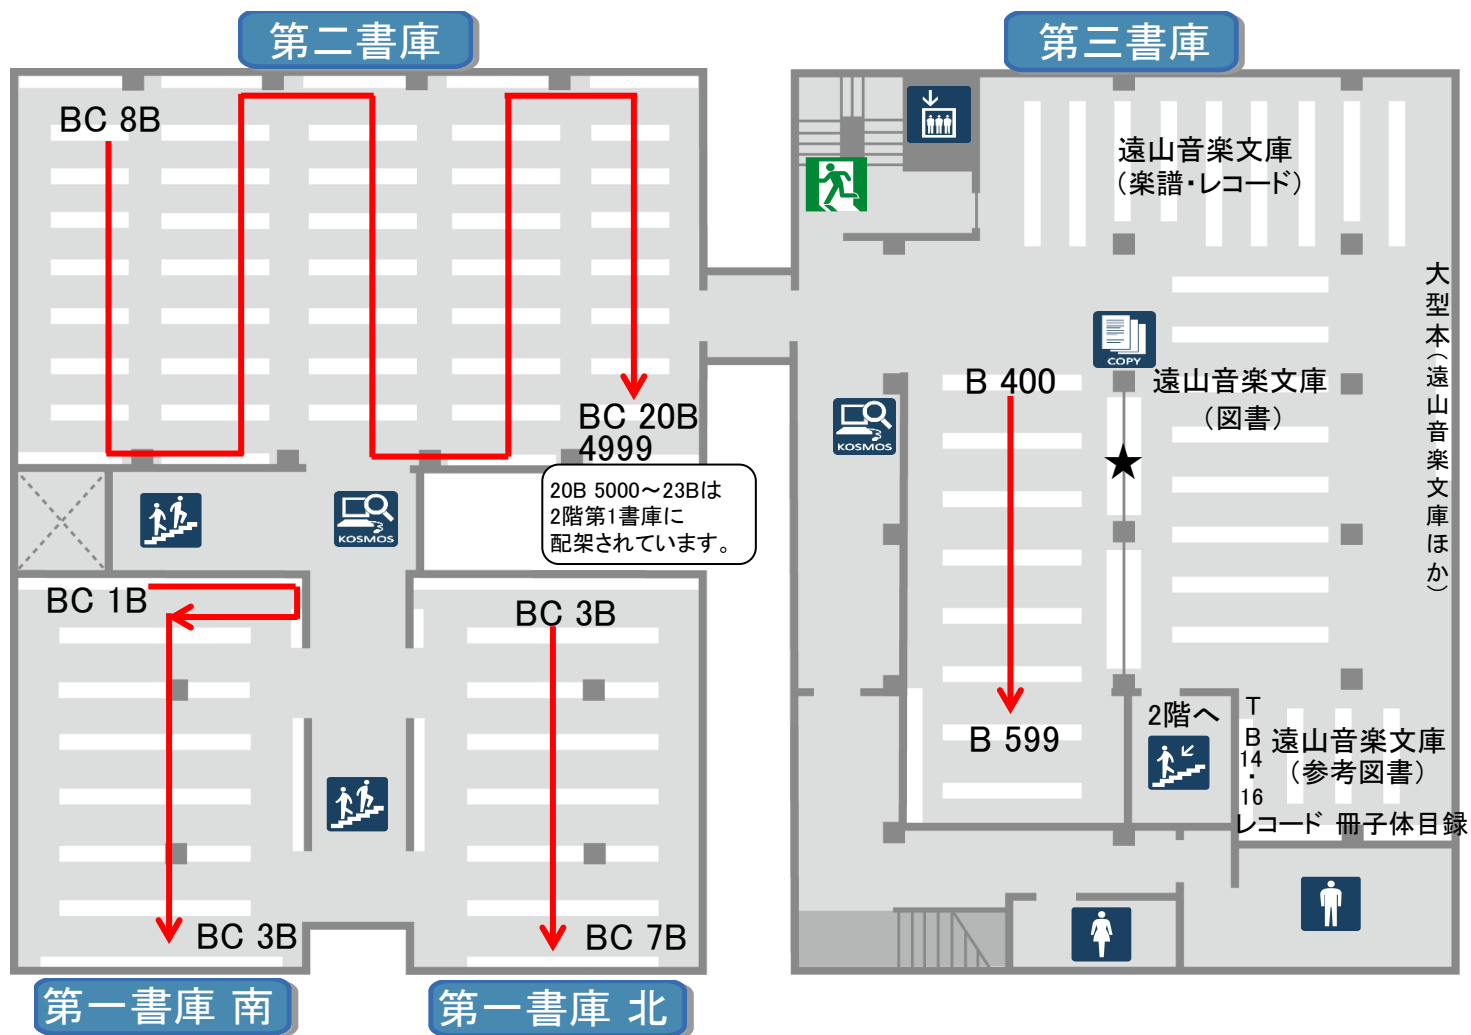 第二書庫
第三書庫
BC 8B
BC 20B
4999
20B 5000～23Bは
2階第1書庫に
配架されています。
KOSMOS
BC 1B
BC 3B
BC 3B
BC 7B
第一書庫 南
第一書庫 北
遠山音楽文庫
（楽譜・レコード）
COPY
遠山音楽文庫
（図書）
★
大型本（遠山音楽文庫ほか）
KOSMOS
B 400
B 599
2階へ
TB14・16
遠山音楽文庫
（参考図書）
レコード 冊子体目録